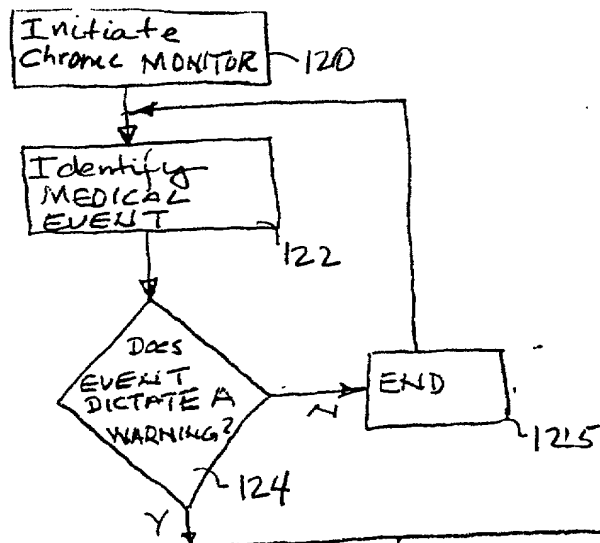 Initiate
Chronic MONITOR
120
Identify
MEDICAL
EVENT
122
DOES
EVENT
DICTATE A
WARNING?
N
END
1215
124
Y